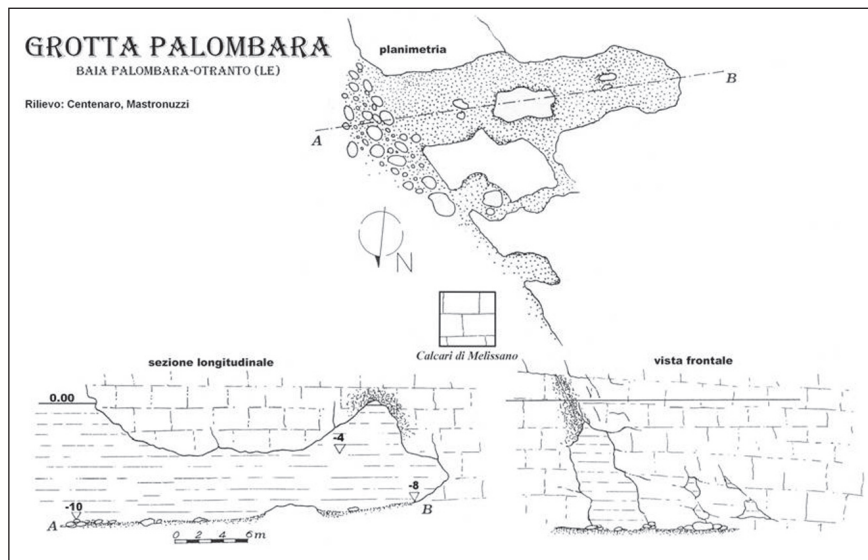 GROTTA PALOMBARA
BAIA PALOMBARA-OTRANTO (LE)
Rilievo: Centenaro, Mastronuzzi
planimetria
A
B
N
Calcari di Melissano
sezione longitudinale
0.00
-4
-8
-10
A
B
0 2 4 6 m
vista frontale